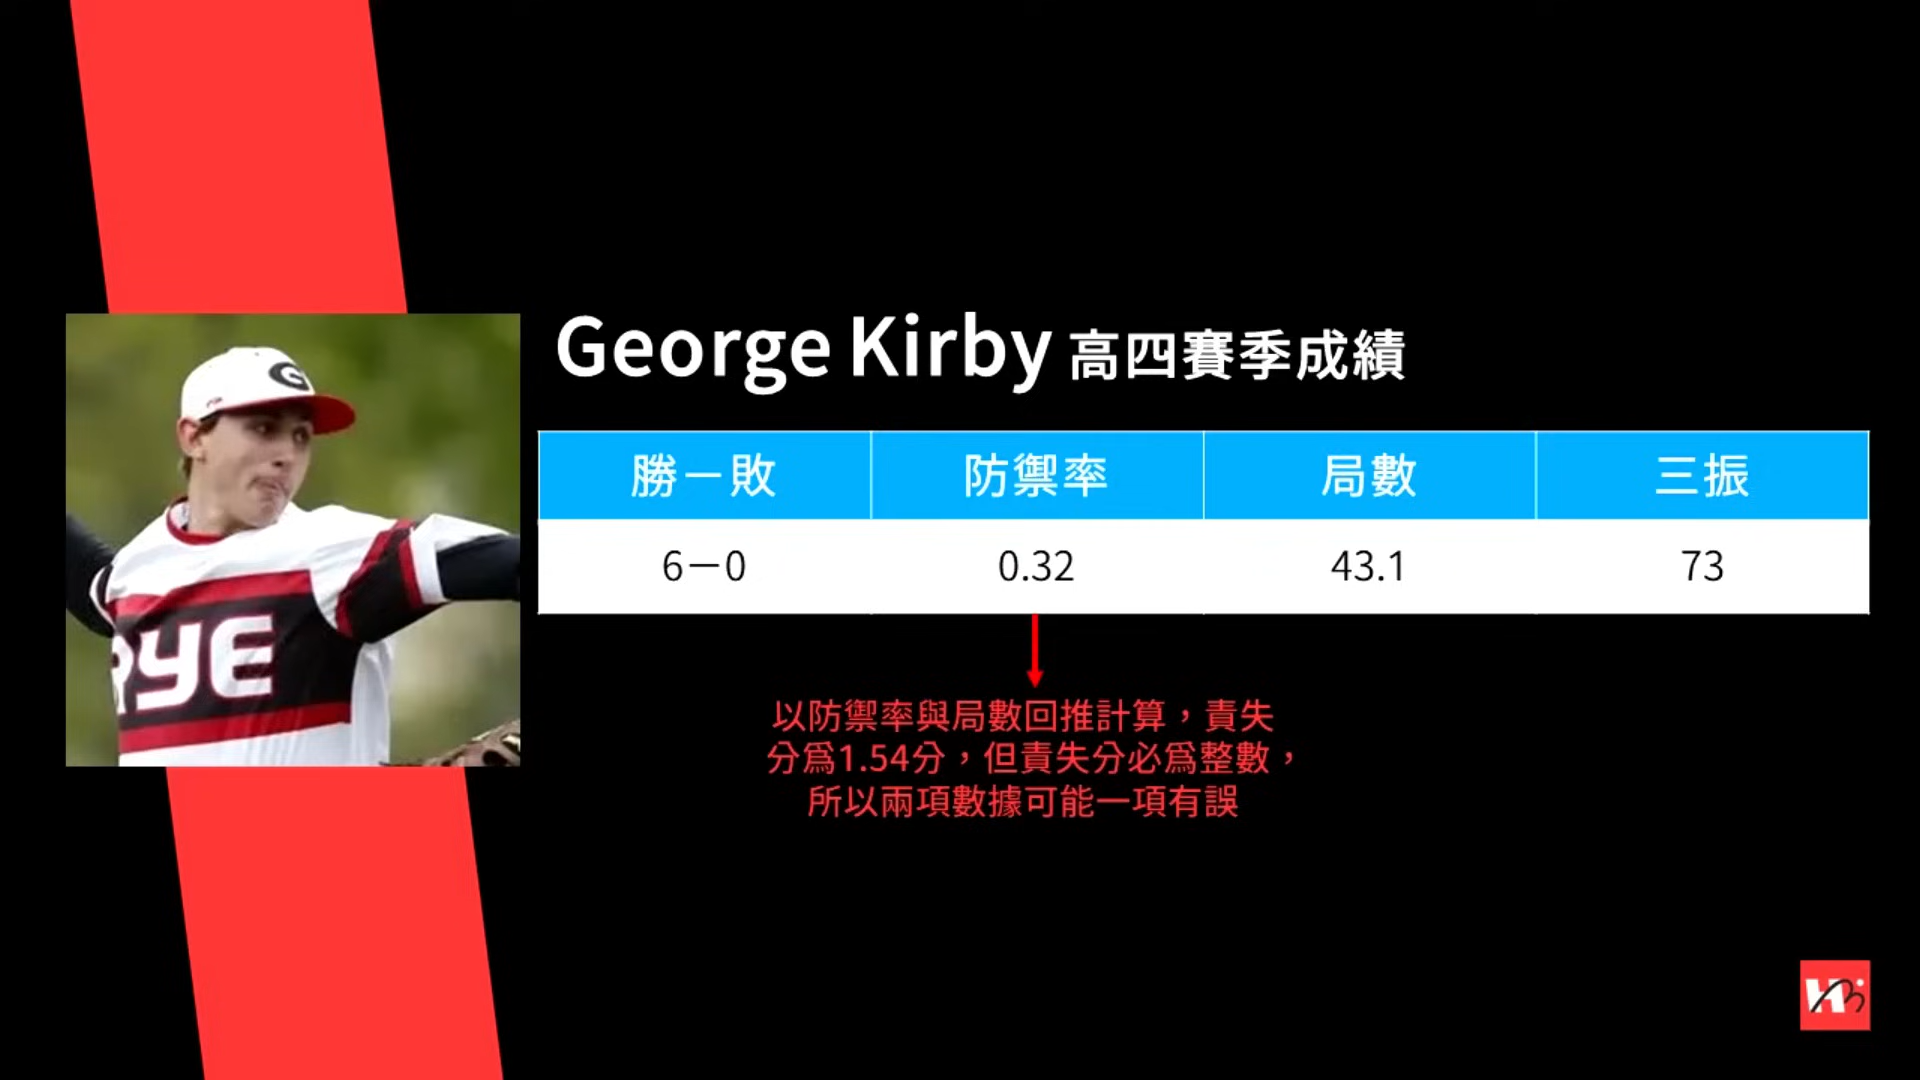 George Kirby 高四賽季成績
勝－敗 防禦率 局數 三振
6－0 0.32 43.1 73
以防禦率與局數回推計算，責失
分爲1.54分，但責失分必爲整數，
所以兩項數據可能一項有誤
RYE
G
HB